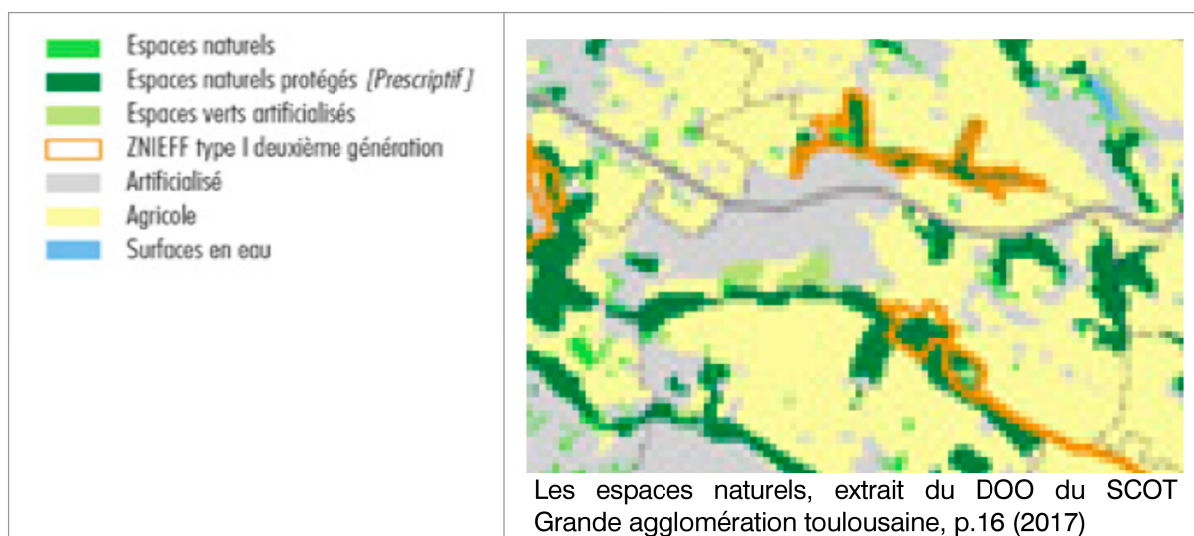 Espaces naturels
Espaces naturels protégés [Prescriptif]
Espaces verts artificialisés
ZNIEFF type I deuxième génération
Artificialisé
Agricole
Surfaces en eau
Les espaces naturels, extrait du DOO du SCOT
Grande agglomération toulousaine, p.16 (2017)